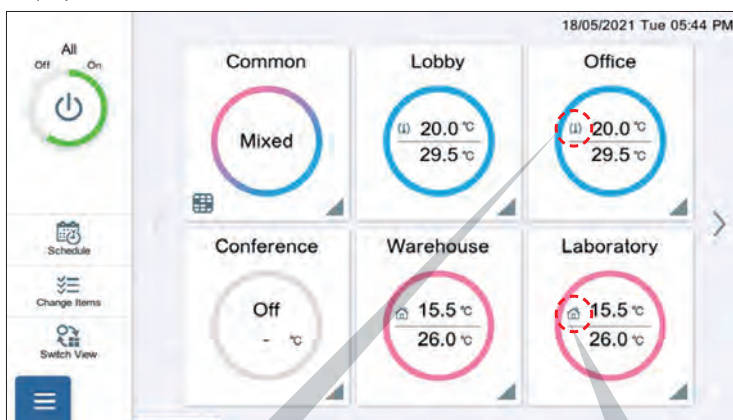 18/05/2021 Tue 05:44 PM
All
Off On
Schedule
Change Items
Switch View
Common
Mixed
Lobby
20.0 ℃
29.5 ℃
Office
20.0 ℃
29.5 ℃
Conference
Off
- ℃
Warehouse
15.5 ℃
26.0 ℃
Laboratory
15.5 ℃
26.0 ℃